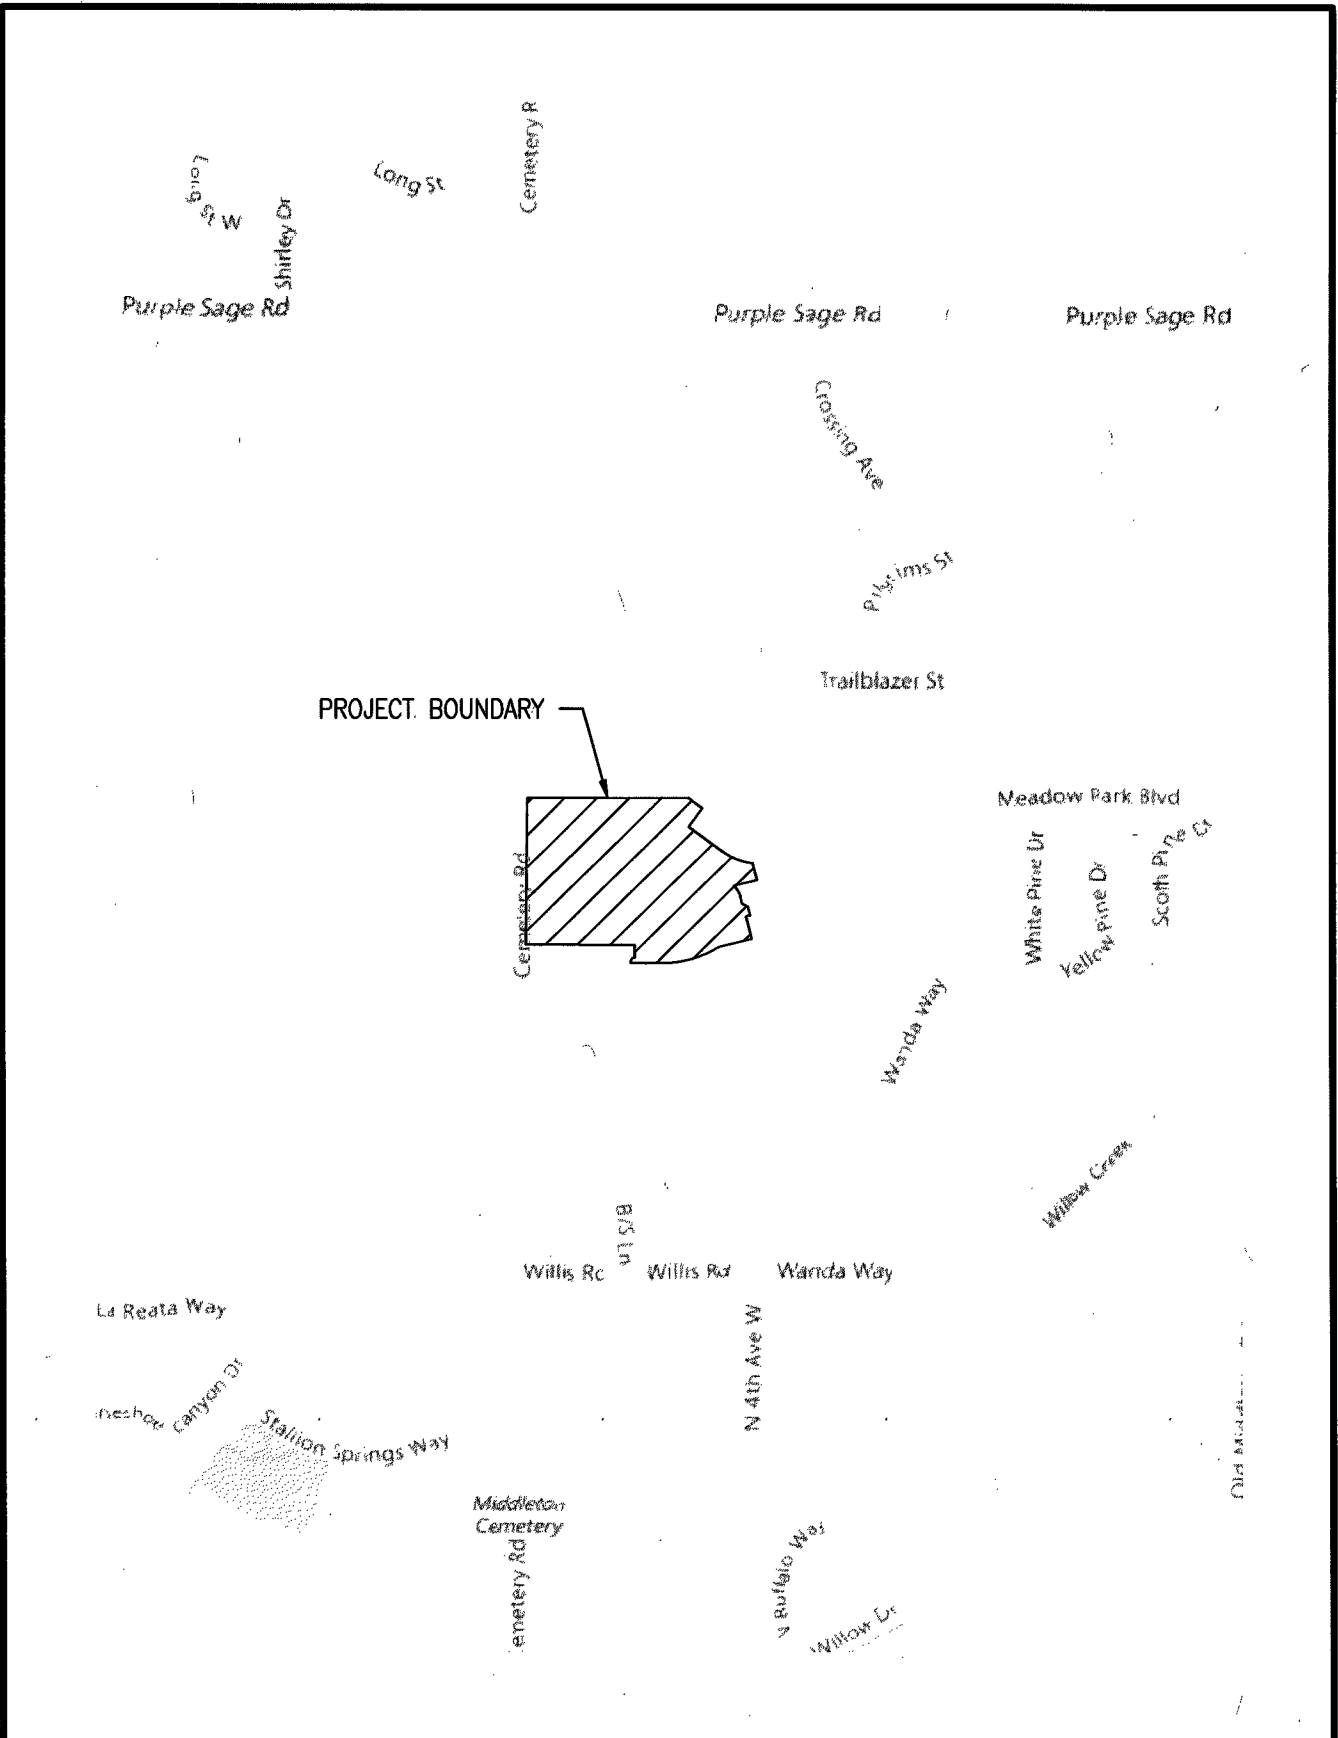 Cemetery R
Long St W
Long St
Shirley Dr
Purple Sage Rd
Purple Sage Rd
Purple Sage Rd
Crossing Ave
Pilgrims St
Trailblazer St
PROJECT BOUNDARY
Meadow Park Blvd
Cemetery Rd
White Pine Dr
Yellow Pine Dr
Scoth Pine Ct
Wanda Way
Willow Creek
B/S Ln
Willis Rd
Wanda Way
La Reata Way
N 4th Ave W
Canyon Dr
Stallion Springs Way
Middleton
Cemetery
emetery Rd
Buffalo Way
Willow Dr
Old